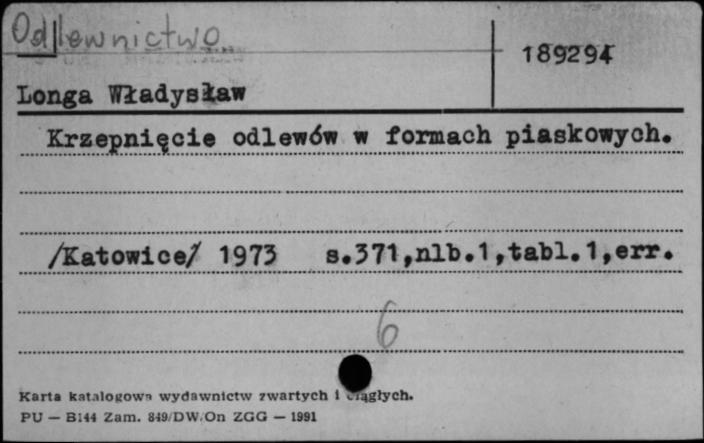 Odlewnictwo
189294
Longa Władysław
Krzepnięcie odlewów w formach piaskowych.
/Katowice/ 1973 s.371,nlb.1,tabl.1,err.
6
Karta katalogowa wydawnictw zwartych i ciągłych.
PU — B144 Zam. 849/DW/On ZGG — 1991